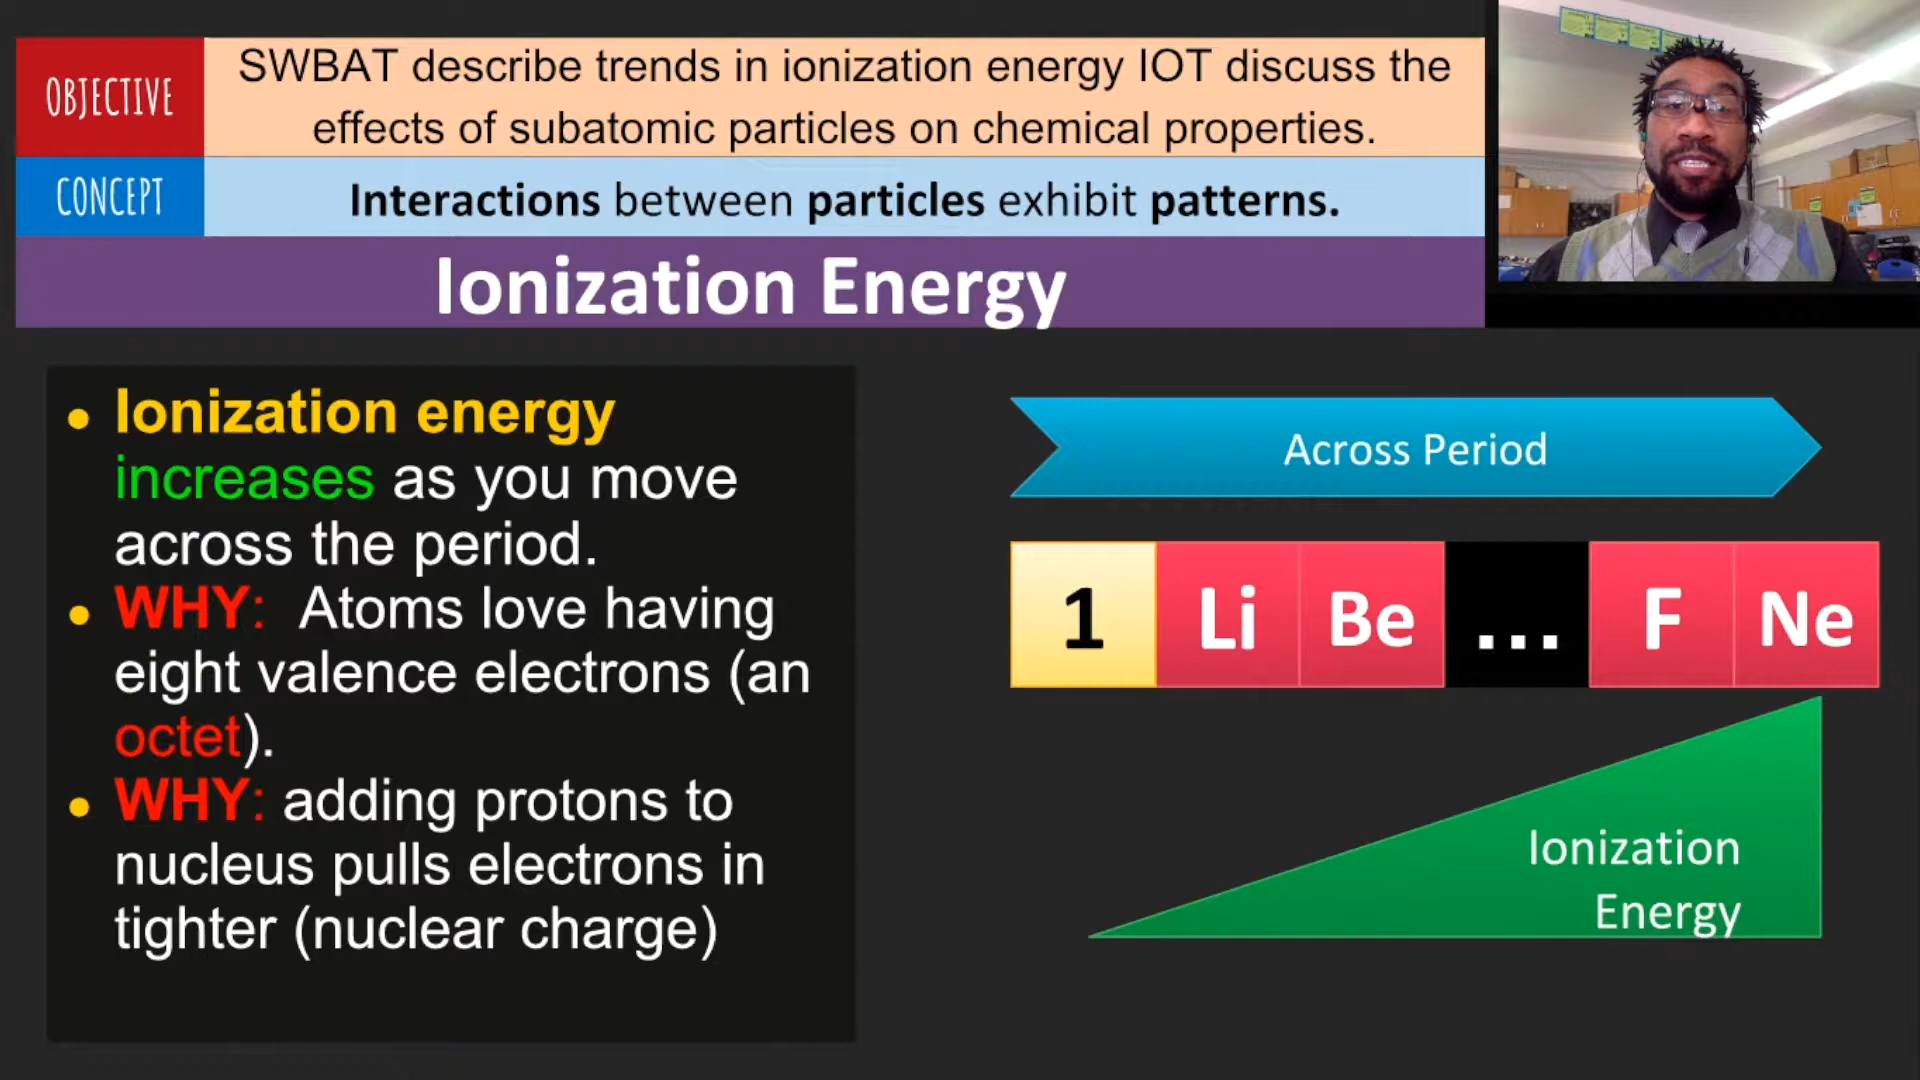 OBJECTIVE
SWBAT describe trends in ionization energy IOT discuss the
effects of subatomic particles on chemical properties.
CONCEPT
Interactions between particles exhibit patterns.
Ionization Energy
• Ionization energy
increases as you move
across the period.
• WHY: Atoms love having
eight valence electrons (an
octet).
• WHY: adding protons to
nucleus pulls electrons in
tighter (nuclear charge)
Across Period
1 Li Be ... F Ne
Ionization
Energy